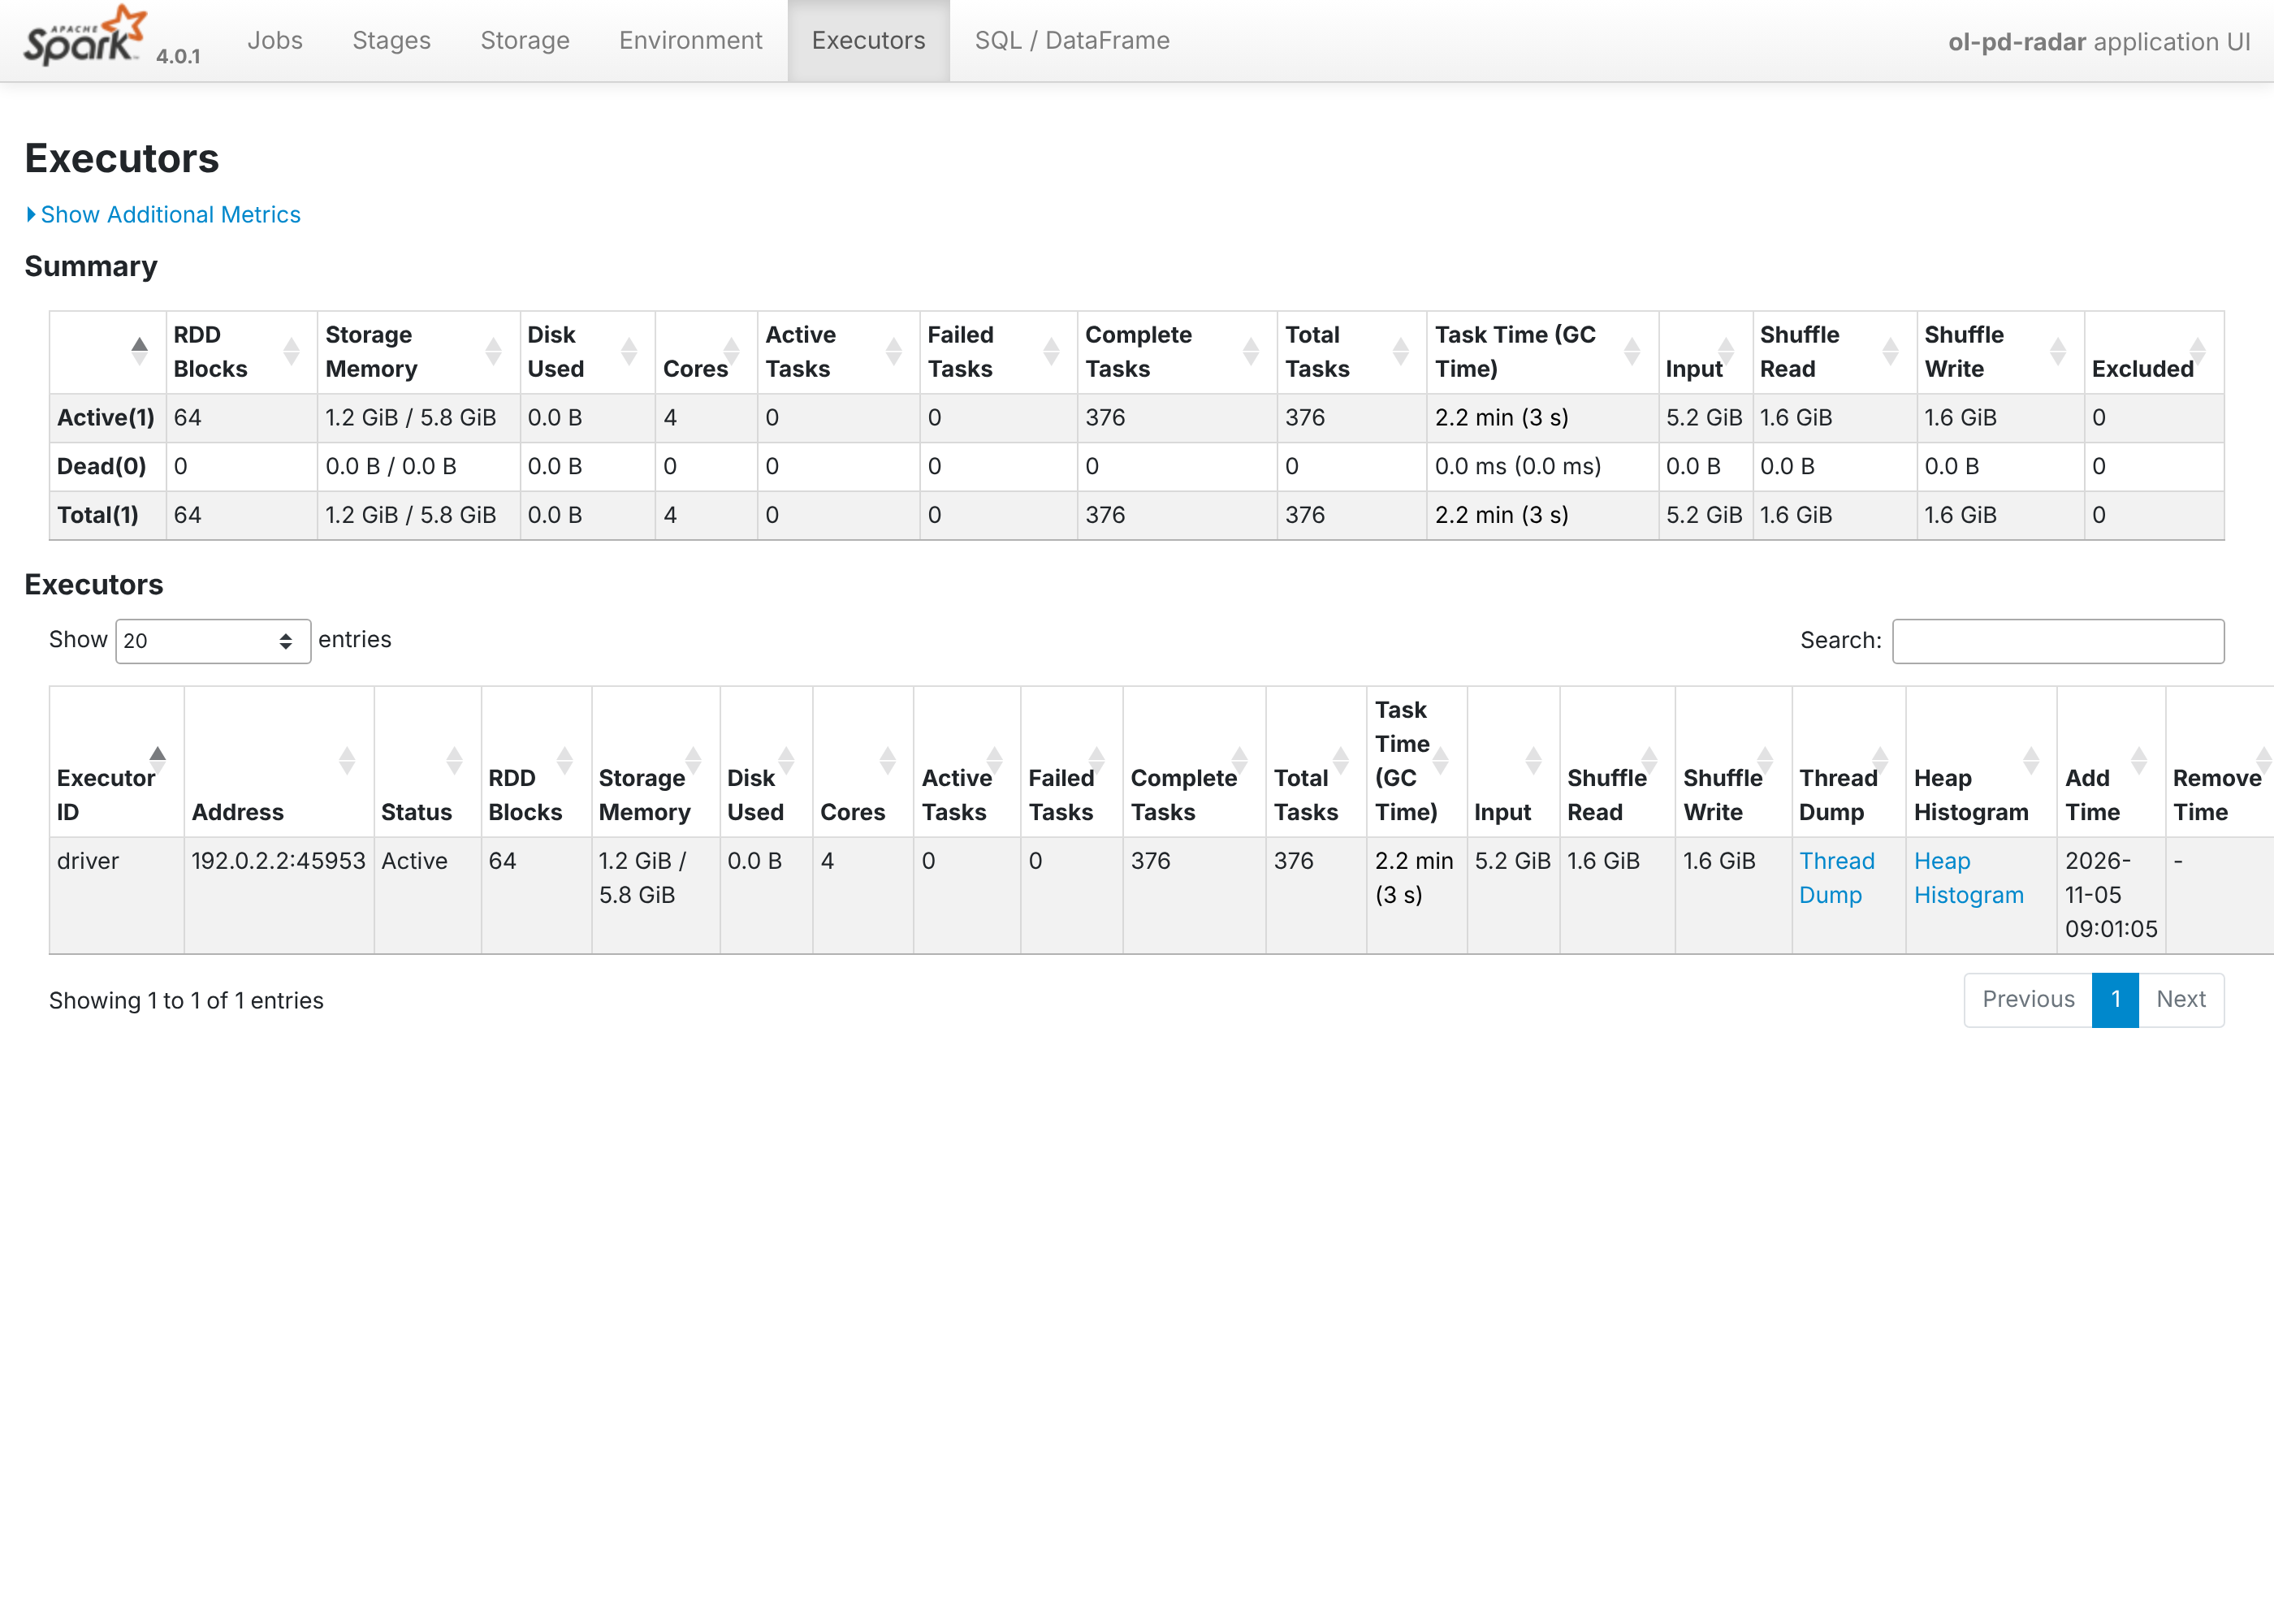 APACHE Spark 4.0.1 Jobs Stages Storage Environment Executors SQL / DataFrame ol-pd-radar application UI
Executors
Show Additional Metrics
Summary
RDD Blocks Storage Memory Disk Used Cores Active Tasks Failed Tasks Complete Tasks Total Tasks Task Time (GC Time) Input Shuffle Read Shuffle Write Excluded
Active(1) 64 1.2 GiB / 5.8 GiB 0.0 B 4 0 0 376 376 2.2 min (3 s) 5.2 GiB 1.6 GiB 1.6 GiB 0
Dead(0) 0 0.0 B / 0.0 B 0.0 B 0 0 0 0 0 0.0 ms (0.0 ms) 0.0 B 0.0 B 0.0 B 0
Total(1) 64 1.2 GiB / 5.8 GiB 0.0 B 4 0 0 376 376 2.2 min (3 s) 5.2 GiB 1.6 GiB 1.6 GiB 0
Executors
Show 20 entries Search:
Executor ID Address Status RDD Blocks Storage Memory Disk Used Cores Active Tasks Failed Tasks Complete Tasks Total Tasks Task Time (GC Time) Input Shuffle Read Shuffle Write Thread Dump Heap Histogram Add Time Remove Time
driver 192.0.2.2:45953 Active 64 1.2 GiB / 5.8 GiB 0.0 B 4 0 0 376 376 2.2 min (3 s) 5.2 GiB 1.6 GiB 1.6 GiB Thread Dump Heap Histogram 2026-11-05 09:01:05 -
Showing 1 to 1 of 1 entries Previous 1 Next